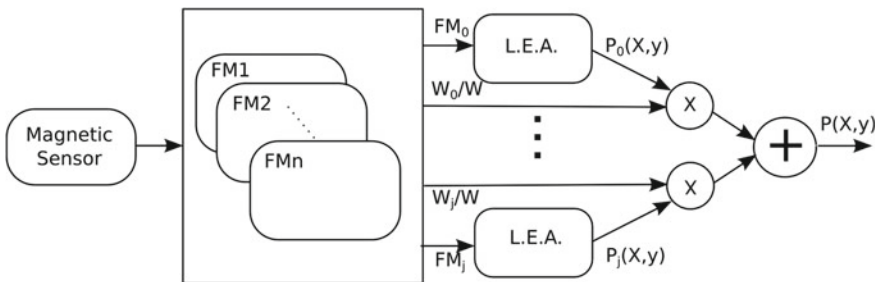 Magnetic
Sensor
FM1
FM2
FMn
FM₀
L.E.A.
P₀(X,y)
W₀/W
X
+
P(X,y)
Wⱼ/W
X
L.E.A.
FMⱼ
Pⱼ(X,y)